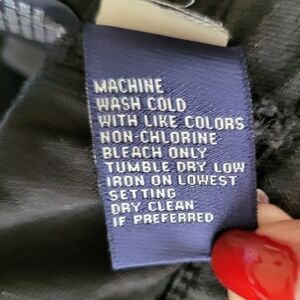 MACHINE
WASH COLD
WITH LIKE COLORS
NON-CHLORINE
BLEACH ONLY
TUMBLE DRY LOW
IRON ON LOWEST
SETTING
DRY CLEAN
IF PREFERRED